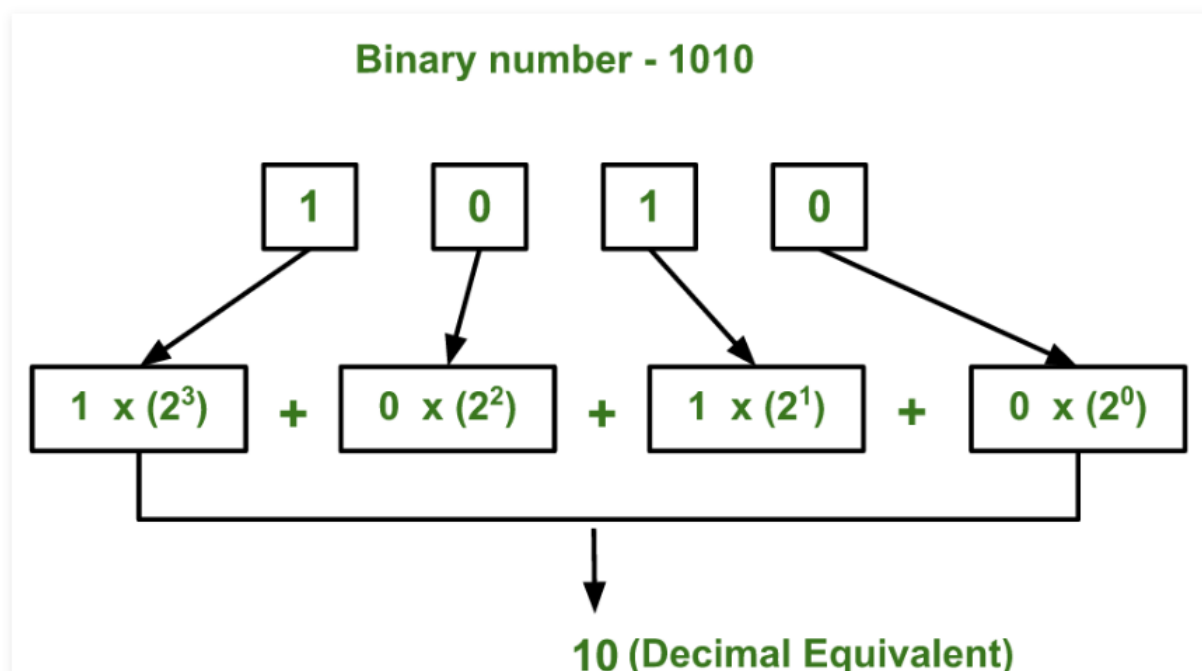 Binary number - 1010
1 0 1 0
1 x (2³) + 0 x (2²) + 1 x (2¹) + 0 x (2⁰)
10 (Decimal Equivalent)